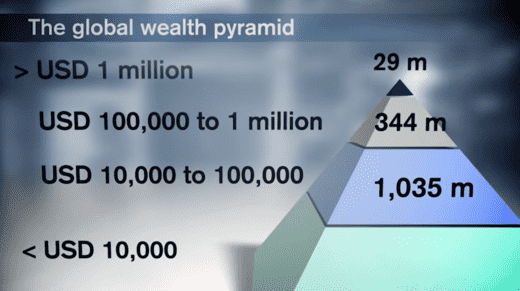 The global wealth pyramid
> USD 1 million
29 m
USD 100,000 to 1 million
344 m
USD 10,000 to 100,000
1,035 m
< USD 10,000